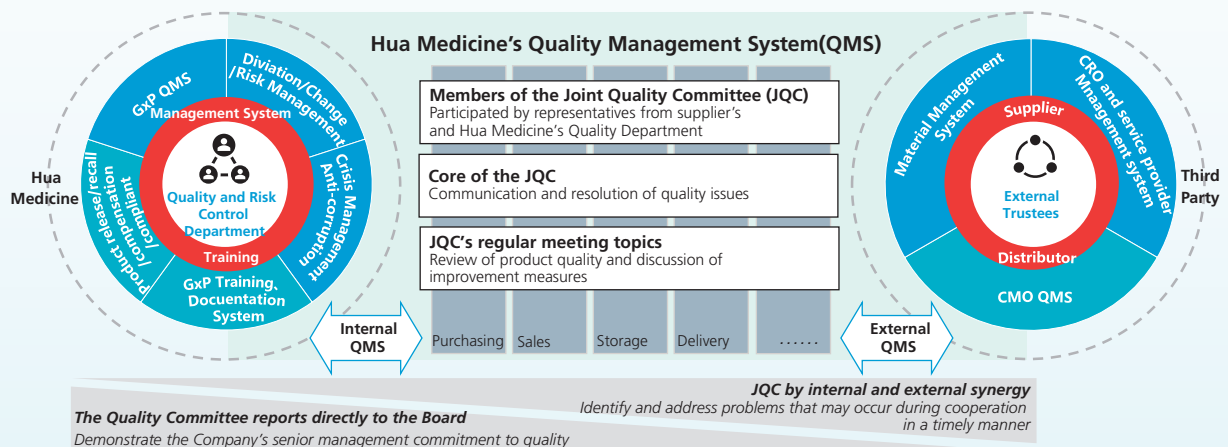 Hua Medicine's Quality Management System(QMS)
Hua
Medicine
GxP QMS
Diviation/Change
/Risk Management
Crisis Management
Anti-corruption
GxP Training、
Docuentation
System
Product release/recall
/compensation
/compliant
Management System
Quality and Risk
Control
Department
Training
Members of the Joint Quality Committee (JQC)
Participated by representatives from supplier's
and Hua Medicine's Quality Department
Core of the JQC
Communication and resolution of quality issues
JQC's regular meeting topics
Review of product quality and discussion of
improvement measures
Purchasing
Sales
Storage
Delivery
......
Internal
QMS
External
QMS
Material Management
System
CRO and service provider
Mnaagement system
CMO QMS
Supplier
External
Trustees
Distributor
Third
Party
JQC by internal and external synergy
Identify and address problems that may occur during cooperation
in a timely manner
The Quality Committee reports directly to the Board
Demonstrate the Company's senior management commitment to quality